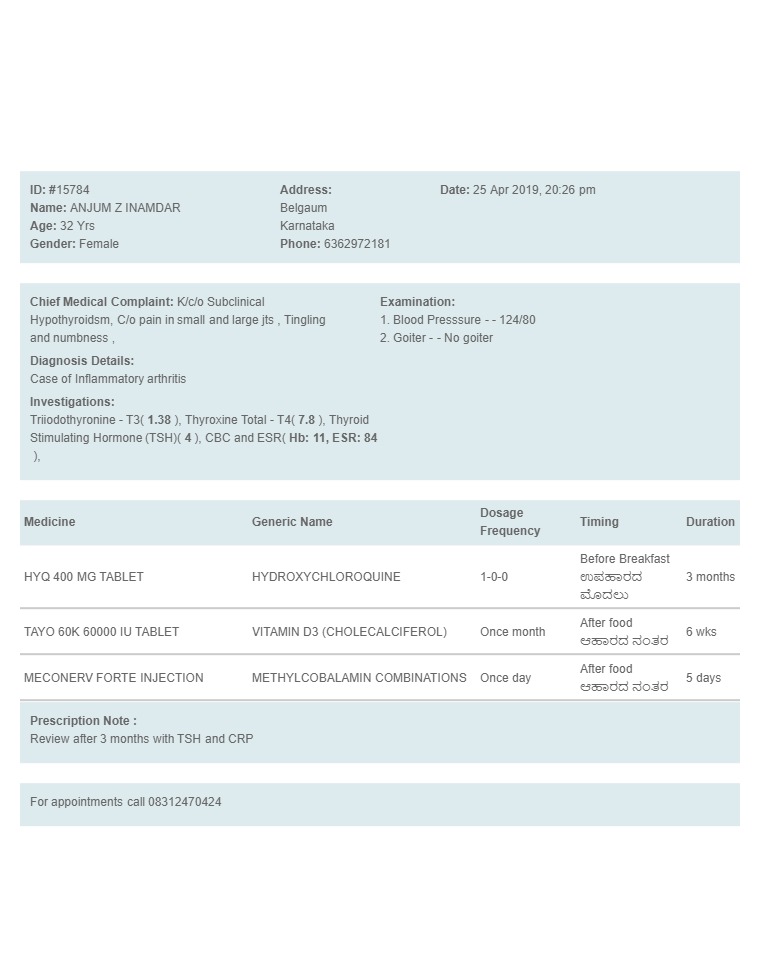 ID: #15784
Name: ANJUM Z INAMDAR
Age: 32 Yrs
Gender: Female
Address:
Belgaum
Karnataka
Phone: 6362972181
Date: 25 Apr 2019, 20:26 pm
Chief Medical Complaint: K/c/o Subclinical
Hypothyroidsm, C/o pain in small and large jts , Tingling
and numbness ,
Diagnosis Details:
Case of Inflammatory arthritis
Investigations:
Triiodothyronine - T3( 1.38 ), Thyroxine Total - T4( 7.8 ), Thyroid
Stimulating Hormone (TSH)( 4 ), CBC and ESR( Hb: 11, ESR: 84
),
Examination:
1. Blood Presssure - - 124/80
2. Goiter - - No goiter
Medicine Generic Name Dosage Frequency Timing Duration
HYQ 400 MG TABLET HYDROXYCHLOROQUINE 1-0-0 Before Breakfast ಉಪಹಾರದ ಮೊದಲು 3 months
TAYO 60K 60000 IU TABLET VITAMIN D3 (CHOLECALCIFEROL) Once month After food ಆಹಾರದ ನಂತರ 6 wks
MECONERV FORTE INJECTION METHYLCOBALAMIN COMBINATIONS Once day After food ಆಹಾರದ ನಂತರ 5 days
Prescription Note :
Review after 3 months with TSH and CRP
For appointments call 08312470424